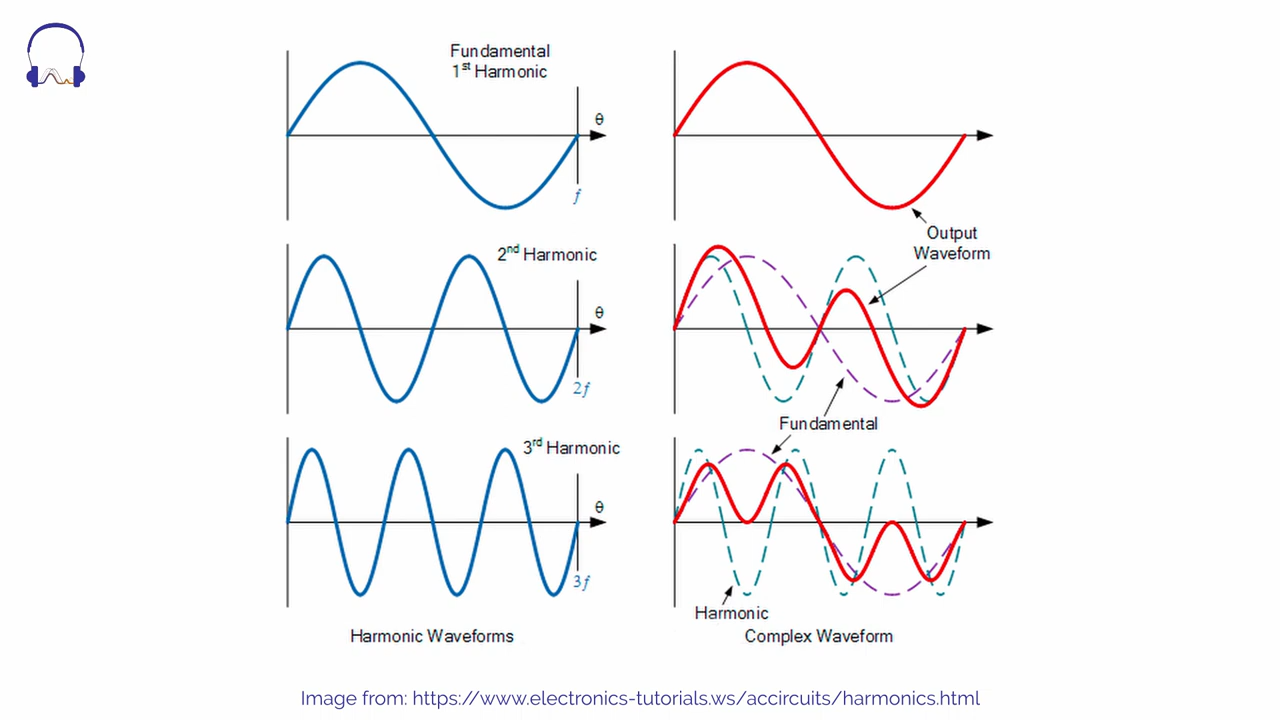 Fundamental
1st Harmonic
θ
f
Output
Waveform
2nd Harmonic
θ
2f
Fundamental
3rd Harmonic
θ
3f
Harmonic
Harmonic Waveforms
Complex Waveform
Image from: https://www.electronics-tutorials.ws/accircuits/harmonics.html